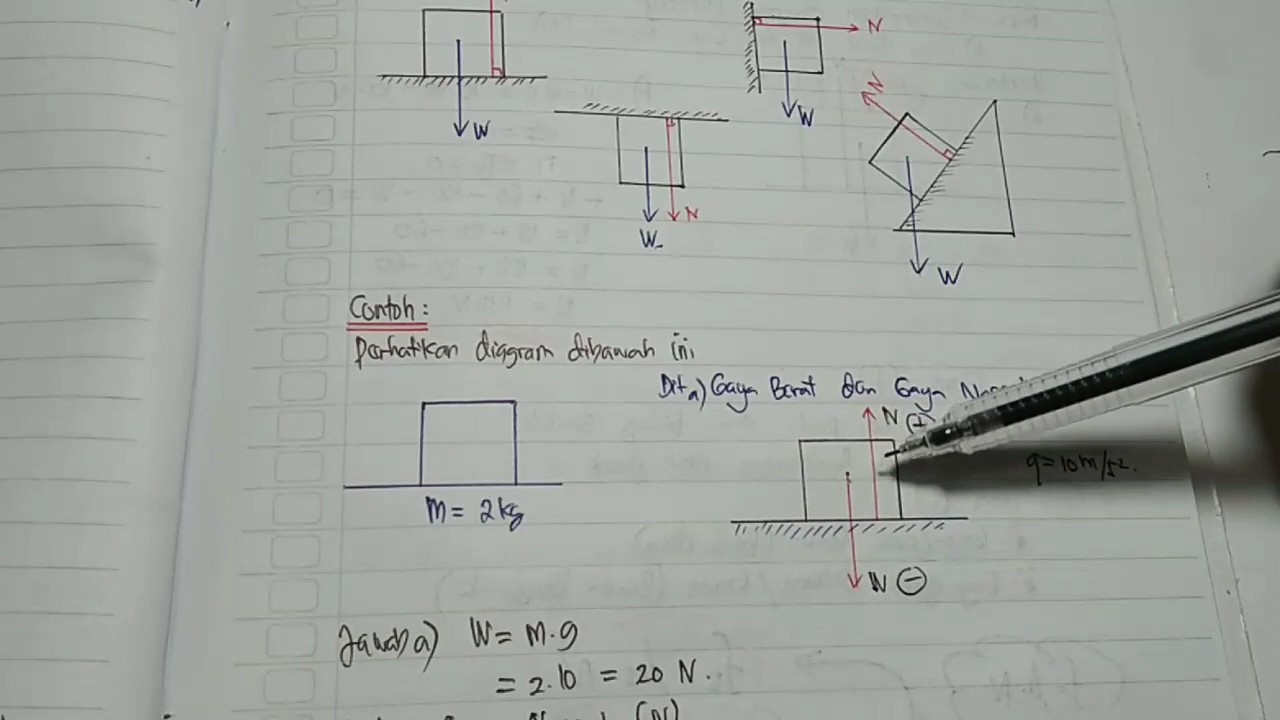 N
W
W
N
N
W
W
Contoh:
Perhatikan diagram dibawah ini
Dit a) Gaya Berat dan Gaya
N (+)
g = 10 m/s².
m = 2 kg
W (-)
Jawab a) W = m.g
= 2.10 = 20 N.
(N)